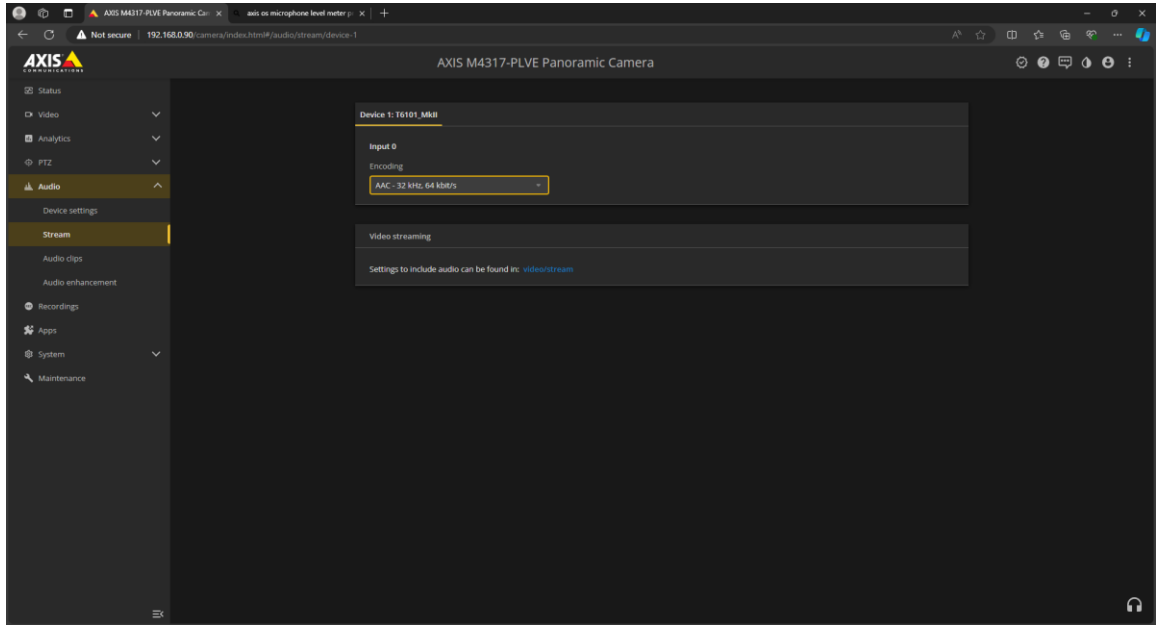 AXIS M4317-PLVE Panoramic Can
axis os microphone level meter p
Not secure
192.168.0.90/camera/index.html#/audio/stream/device-1
AXIS
COMMUNICATIONS
AXIS M4317-PLVE Panoramic Camera
Status
Video
Analytics
PTZ
Audio
Device settings
Stream
Audio clips
Audio enhancement
Recordings
Apps
System
Maintenance
Device 1: T6101_MkII
Input 0
Encoding
AAC - 32 kHz, 64 kbit/s
Video streaming
Settings to include audio can be found in: video/stream